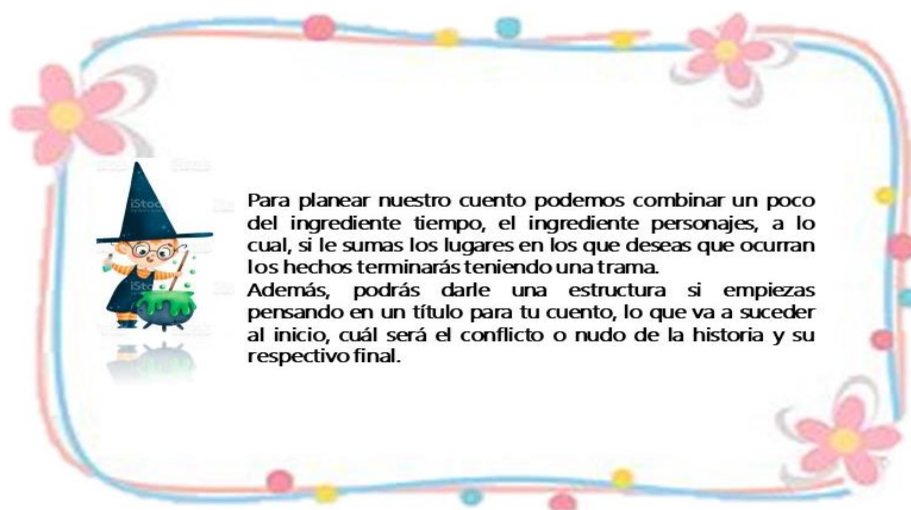 Para planear nuestro cuento podemos combinar un poco
del ingrediente tiempo, el ingrediente personajes, a lo
cual, si le sumas los lugares en los que deseas que ocurran
los hechos terminarás teniendo una trama.
Además, podrás darle una estructura si empiezas
pensando en un título para tu cuento, lo que va a suceder
al inicio, cuál será el conflicto o nudo de la historia y su
respectivo final.